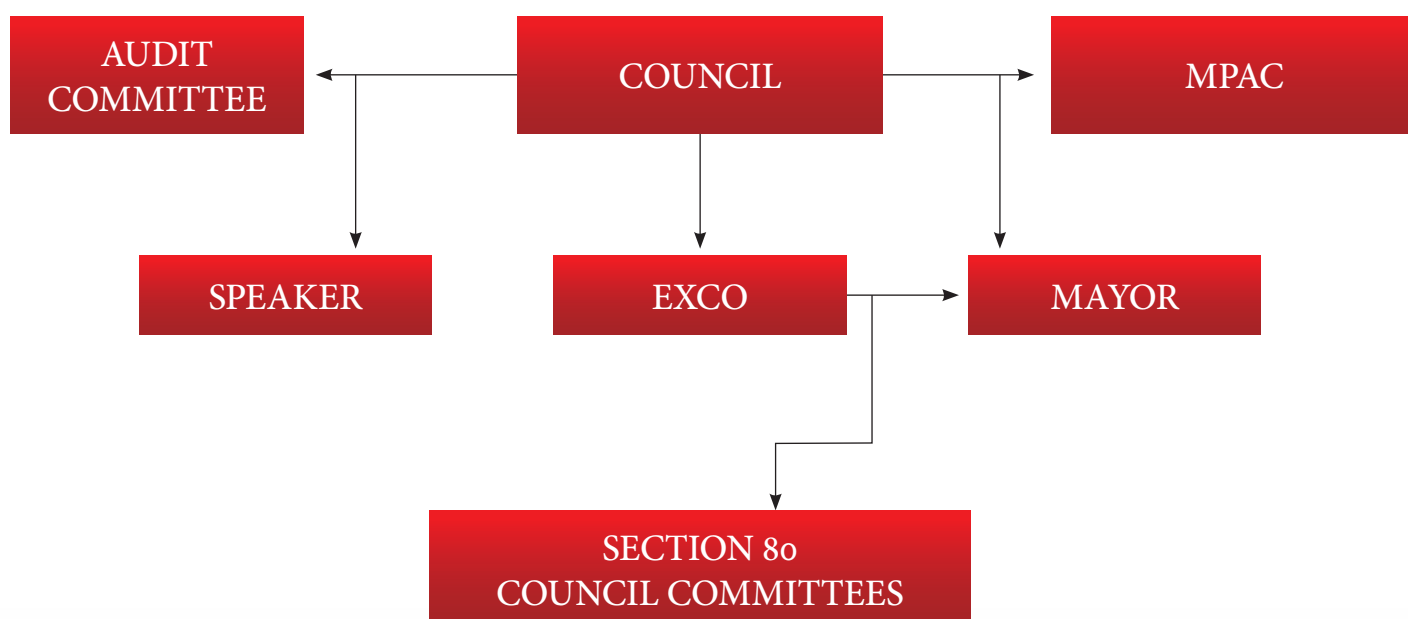 AUDIT
COMMITTEE
COUNCIL
MPAC
SPEAKER
EXCO
MAYOR
SECTION 80
COUNCIL COMMITTEES